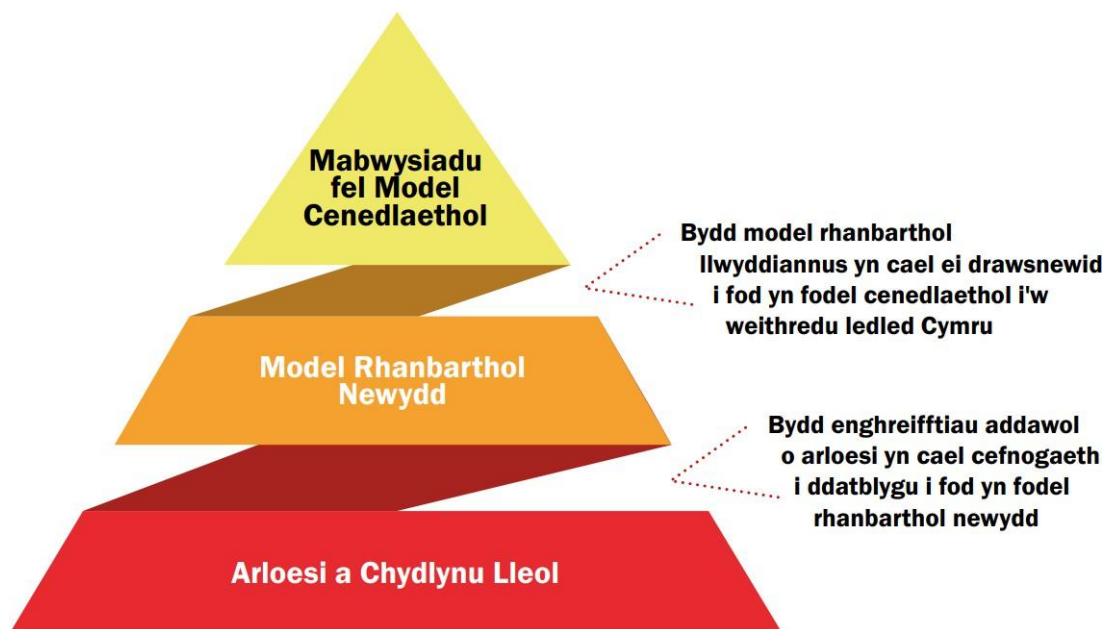 Mabwysiadu
fel Model
Cenedlaethol
Bydd model rhanbarthol
llwyddiannus yn cael ei drawsnewid
i fod yn fodel cenedlaethol i'w
weithredu ledled Cymru
Model Rhanbarthol
Newydd
Bydd enghreifftiau addawol
o arloesi yn cael cefnogaeth
i ddatblygu i fod yn fodel
rhanbarthol newydd
Arloesi a Chydlynu Lleol